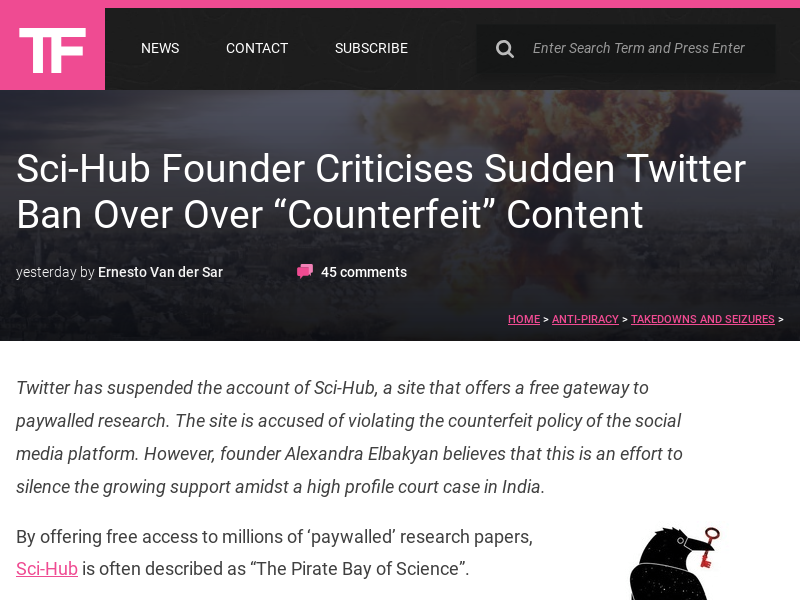 TF
NEWS CONTACT SUBSCRIBE Enter Search Term and Press Enter
Sci-Hub Founder Criticises Sudden Twitter
Ban Over Over “Counterfeit” Content
yesterday by Ernesto Van der Sar 45 comments
HOME > ANTI-PIRACY > TAKEDOWNS AND SEIZURES >
Twitter has suspended the account of Sci-Hub, a site that offers a free gateway to
paywalled research. The site is accused of violating the counterfeit policy of the social
media platform. However, founder Alexandra Elbakyan believes that this is an effort to
silence the growing support amidst a high profile court case in India.
By offering free access to millions of ‘paywalled’ research papers,
Sci-Hub is often described as “The Pirate Bay of Science”.